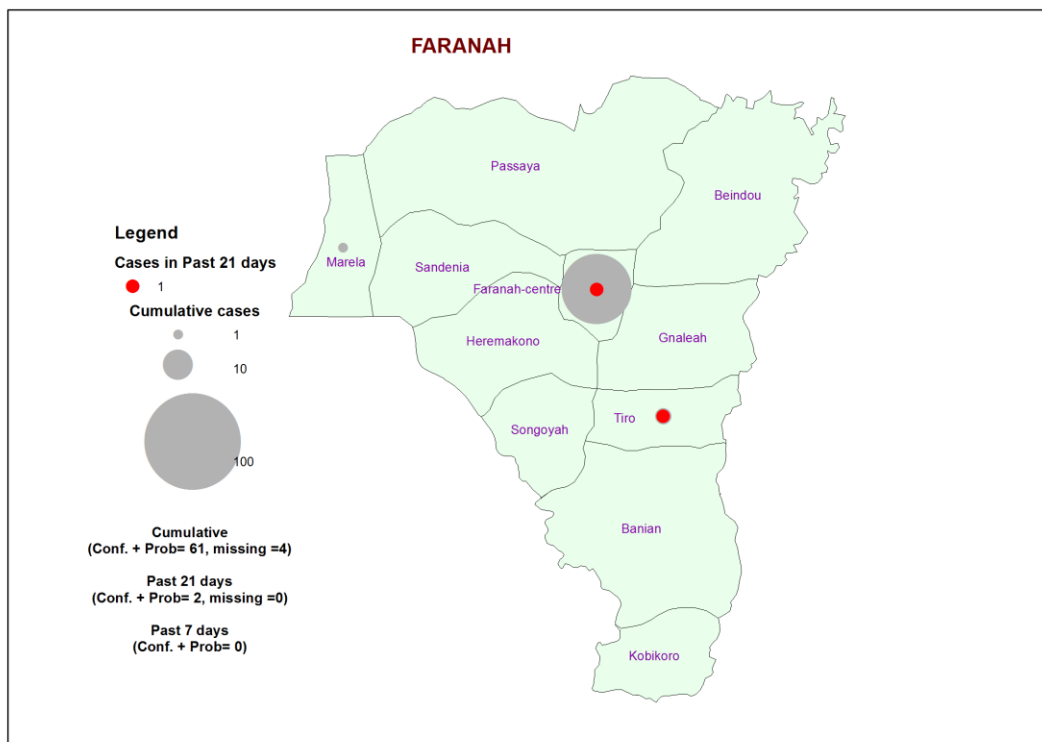 FARANAH
Passaya
Beindou
Marela
Sandenia
Faranah-centre
Heremakono
Gnaleah
Songoyah
Tiro
Banian
Kobikoro
Legend
Cases in Past 21 days
1
Cumulative cases
1
10
100
Cumulative
(Conf. + Prob= 61, missing =4)
Past 21 days
(Conf. + Prob= 2, missing =0)
Past 7 days
(Conf. + Prob= 0)